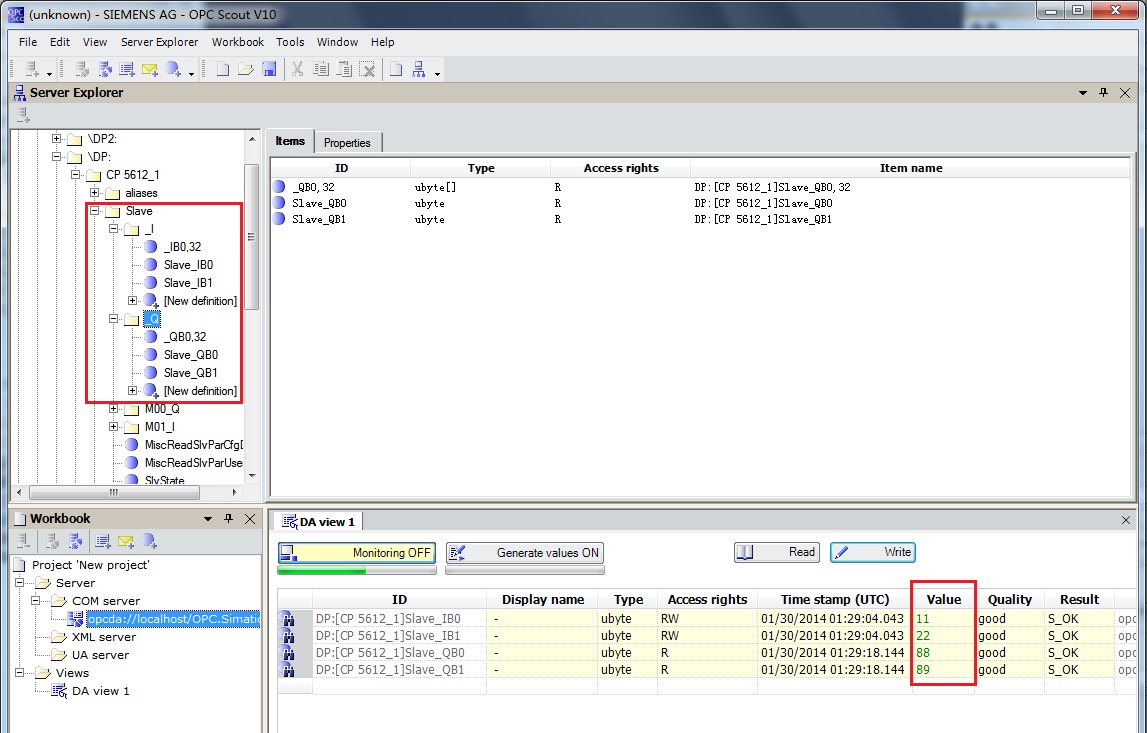 (unknown) - SIEMENS AG - OPC Scout V10
File Edit View Server Explorer Workbook Tools Window Help
Server Explorer
\DP2:
\DP:
CP 5612_1
aliases
Slave
_I
_IB0,32
Slave_IB0
Slave_IB1
[New definition]
_Q
_QB0,32
Slave_QB0
Slave_QB1
[New definition]
M00_Q
M01_I
MiscReadSlvParCfgD
MiscReadSlvParUse
SlvState
Items Properties
ID Type Access rights Item name
_QB0,32 ubyte[] R DP:[CP 5612_1]Slave_QB0,32
Slave_QB0 ubyte R DP:[CP 5612_1]Slave_QB0
Slave_QB1 ubyte R DP:[CP 5612_1]Slave_QB1
Workbook
Project 'New project'
Server
COM server
opcda://localhost/OPC.Simatic
XML server
UA server
Views
DA view 1
DA view 1
Monitoring OFF Generate values ON Read Write
ID Display name Type Access rights Time stamp (UTC) Value Quality Result
DP:[CP 5612_1]Slave_IB0 - ubyte RW 01/30/2014 01:29:04.043 11 good S_OK opc
DP:[CP 5612_1]Slave_IB1 - ubyte RW 01/30/2014 01:29:04.043 22 good S_OK opc
DP:[CP 5612_1]Slave_QB0 - ubyte R 01/30/2014 01:29:18.144 88 good S_OK opc
DP:[CP 5612_1]Slave_QB1 - ubyte R 01/30/2014 01:29:18.144 89 good S_OK opc